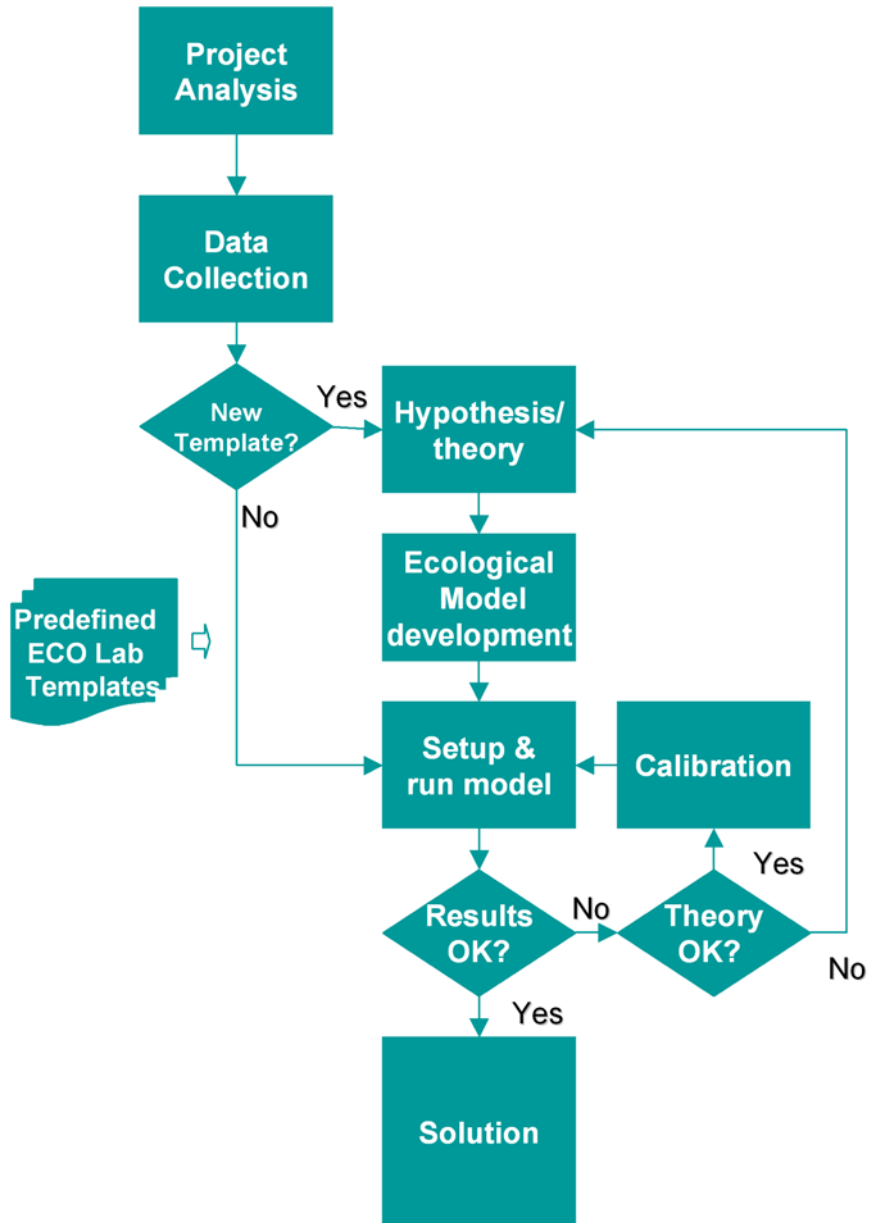 Project
Analysis
Data
Collection
New
Template?
Yes
Hypothesis/
theory
No
Ecological
Model
development
Predefined
ECO Lab
Templates
Setup &
run model
Calibration
Results
OK?
No
Theory
OK?
Yes
No
Yes
Solution